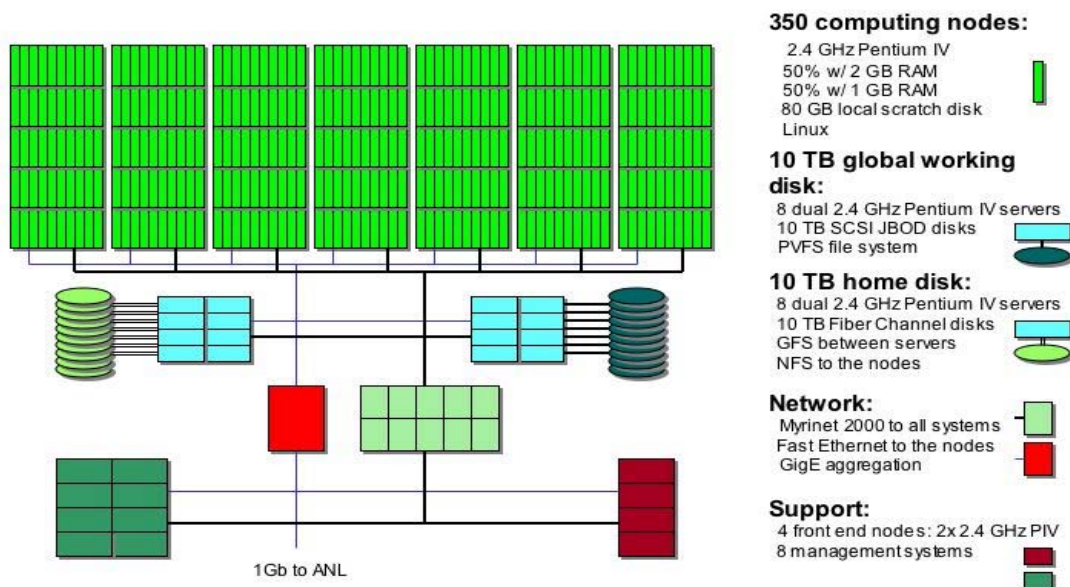 350 computing nodes:
2.4 GHz Pentium IV
50% w/ 2 GB RAM
50% w/ 1 GB RAM
80 GB local scratch disk
Linux
10 TB global working
disk:
8 dual 2.4 GHz Pentium IV servers
10 TB SCSI JBOD disks
PVFS file system
10 TB home disk:
8 dual 2.4 GHz Pentium IV servers
10 TB Fiber Channel disks
GFS between servers
NFS to the nodes
Network:
Myrinet 2000 to all systems
Fast Ethernet to the nodes
GigE aggregation
Support:
4 front end nodes: 2x 2.4 GHz PIV
8 management systems
1Gb to ANL